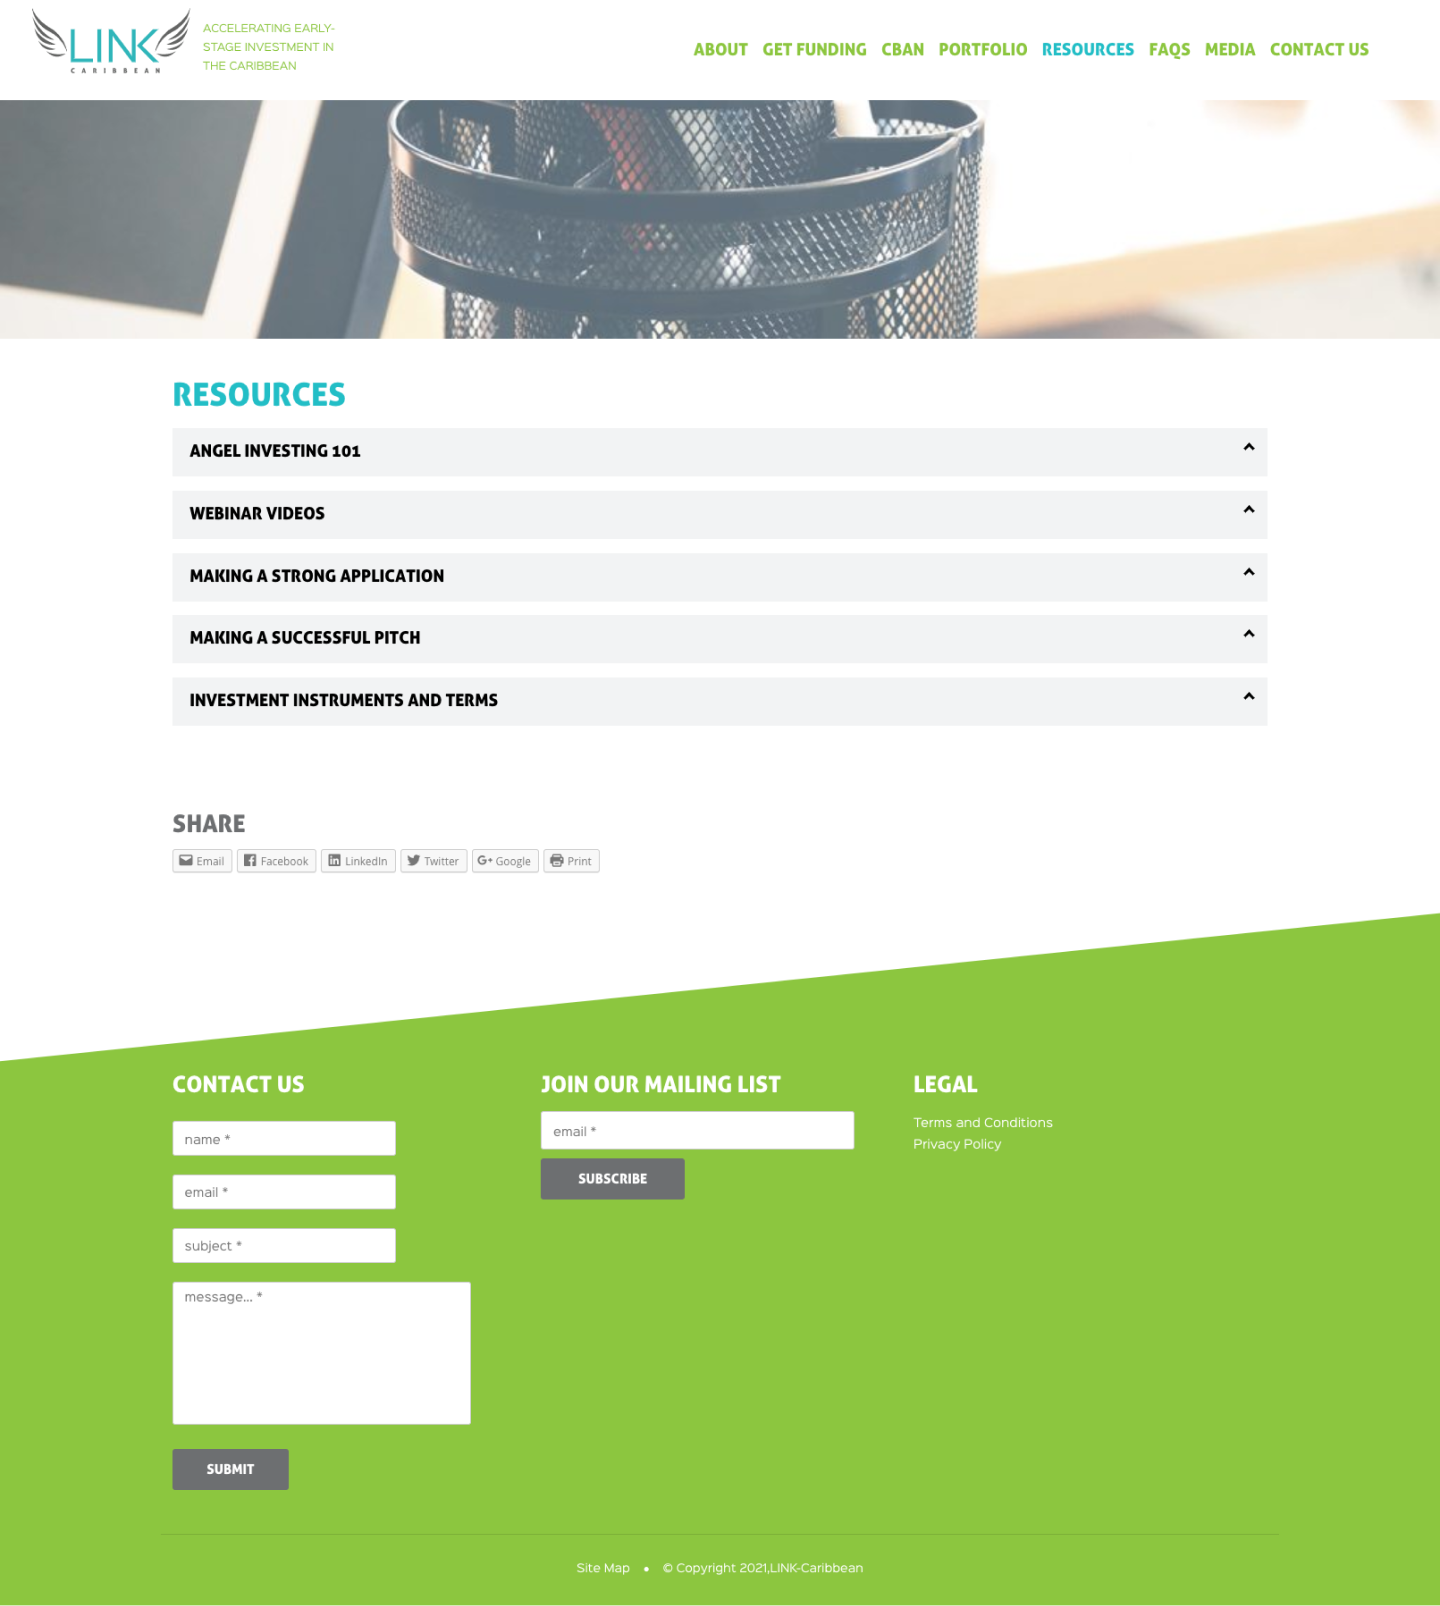 LINK
CARIBBEAN
ACCELERATING EARLY-
STAGE INVESTMENT IN
THE CARIBBEAN
ABOUT GET FUNDING CBAN PORTFOLIO RESOURCES FAQS MEDIA CONTACT US
RESOURCES
ANGEL INVESTING 101
WEBINAR VIDEOS
MAKING A STRONG APPLICATION
MAKING A SUCCESSFUL PITCH
INVESTMENT INSTRUMENTS AND TERMS
SHARE
Email Facebook LinkedIn Twitter G+ Google Print
CONTACT US
name *
email *
subject *
message... *
SUBMIT
JOIN OUR MAILING LIST
email *
SUBSCRIBE
LEGAL
Terms and Conditions
Privacy Policy
Site Map • © Copyright 2021,LINK-Caribbean